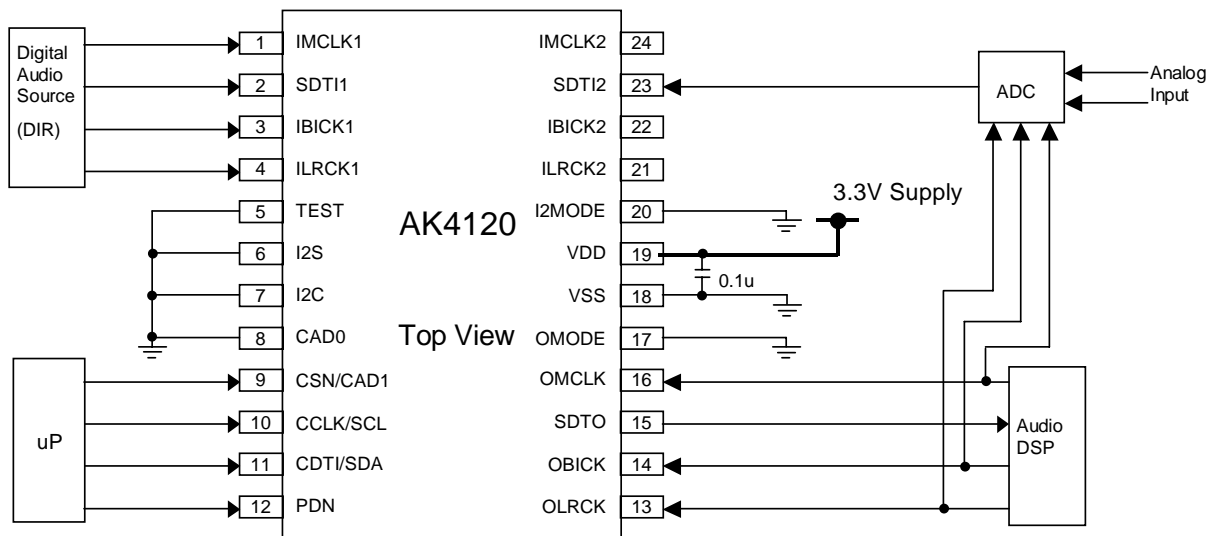 Digital
Audio
Source
(DIR)
1 IMCLK1
2 SDTI1
3 IBICK1
4 ILRCK1
5 TEST
6 I2S
7 I2C
8 CAD0
9 CSN/CAD1
10 CCLK/SCL
11 CDTI/SDA
12 PDN
uP
AK4120
Top View
IMCLK2 24
SDTI2 23
IBICK2 22
ILRCK2 21
I2MODE 20
VDD 19
VSS 18
OMODE 17
OMCLK 16
SDTO 15
OBICK 14
OLRCK 13
3.3V Supply
0.1u
ADC
Analog
Input
Audio
DSP